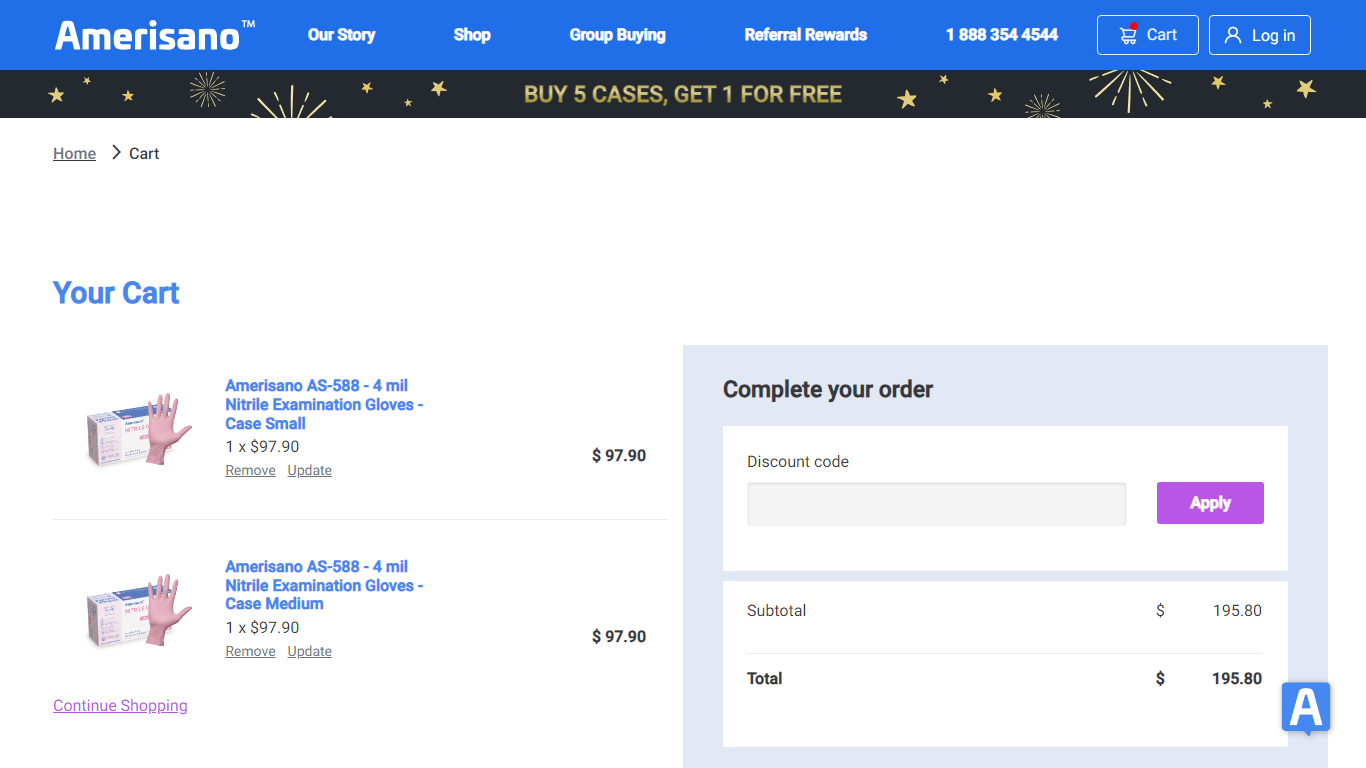 Amerisano™
Our Story
Shop
Group Buying
Referral Rewards
1 888 354 4544
Cart
Log in
BUY 5 CASES, GET 1 FOR FREE
Home
Cart
Your Cart
Amerisano AS-588 - 4 mil
Nitrile Examination Gloves -
Case Small
1 x $97.90
Remove Update
$ 97.90
Amerisano AS-588 - 4 mil
Nitrile Examination Gloves -
Case Medium
1 x $97.90
Remove Update
$ 97.90
Continue Shopping
Complete your order
Discount code
Apply
Subtotal $ 195.80
Total $ 195.80
A